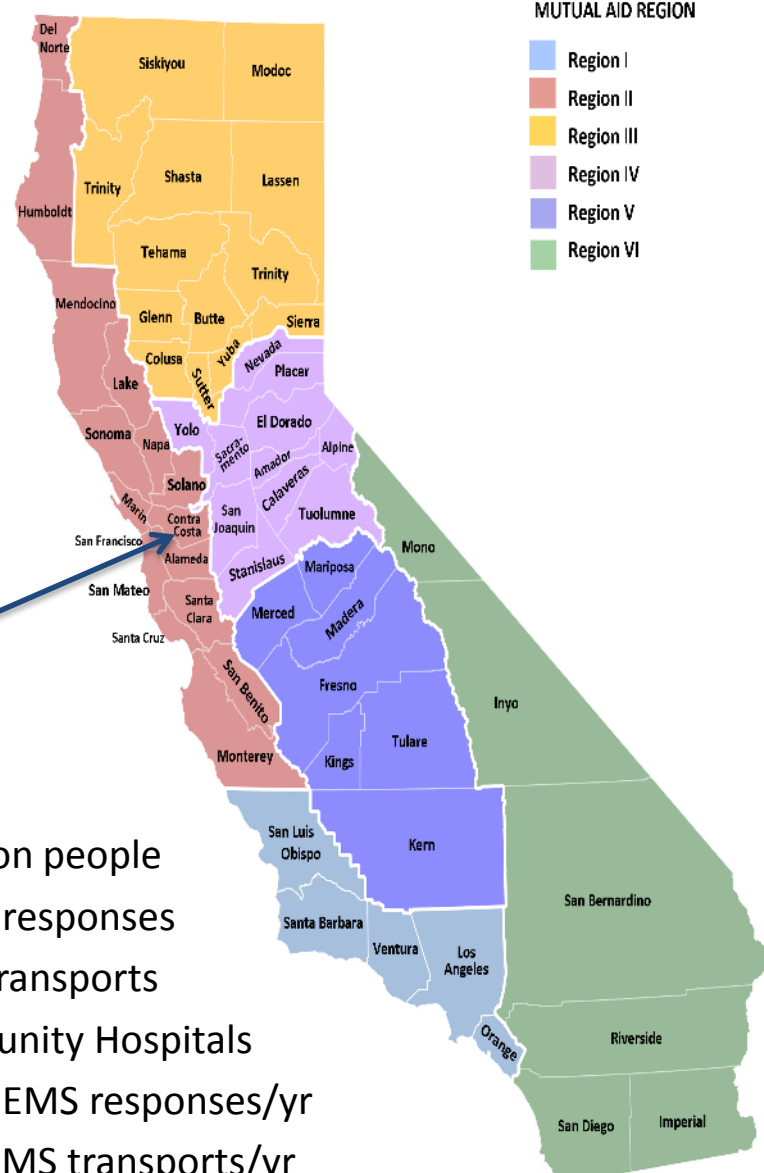 MUTUAL AID REGION
Region I
Region II
Region III
Region IV
Region V
Region VI
Del
Norte
Siskiyou
Modoc
Trinity
Shasta
Lassen
Humboldt
Tehama
Trinity
Mendocino
Glenn
Butte
Sierra
Colusa
Sutter
Yuba
Nevada
Placer
Lake
Yolo
El Dorado
Sonoma
Napa
Sacra-
mento
Amador
Alpine
Solano
Calaveras
Marin
Contra
Costa
San
Joaquin
Tuolumne
San Francisco
Alameda
Stanislaus
Mono
San Mateo
Santa
Clara
Mariposa
Merced
Madera
Santa Cruz
San Benito
Fresno
Inyo
Monterey
Kings
Tulare
San Luis
Obispo
Kern
Santa Barbara
Ventura
Los
Angeles
San Bernardino
Orange
Riverside
San Diego
Imperial
on people
responses
ransports
unity Hospitals
EMS responses/yr
MS transports/yr